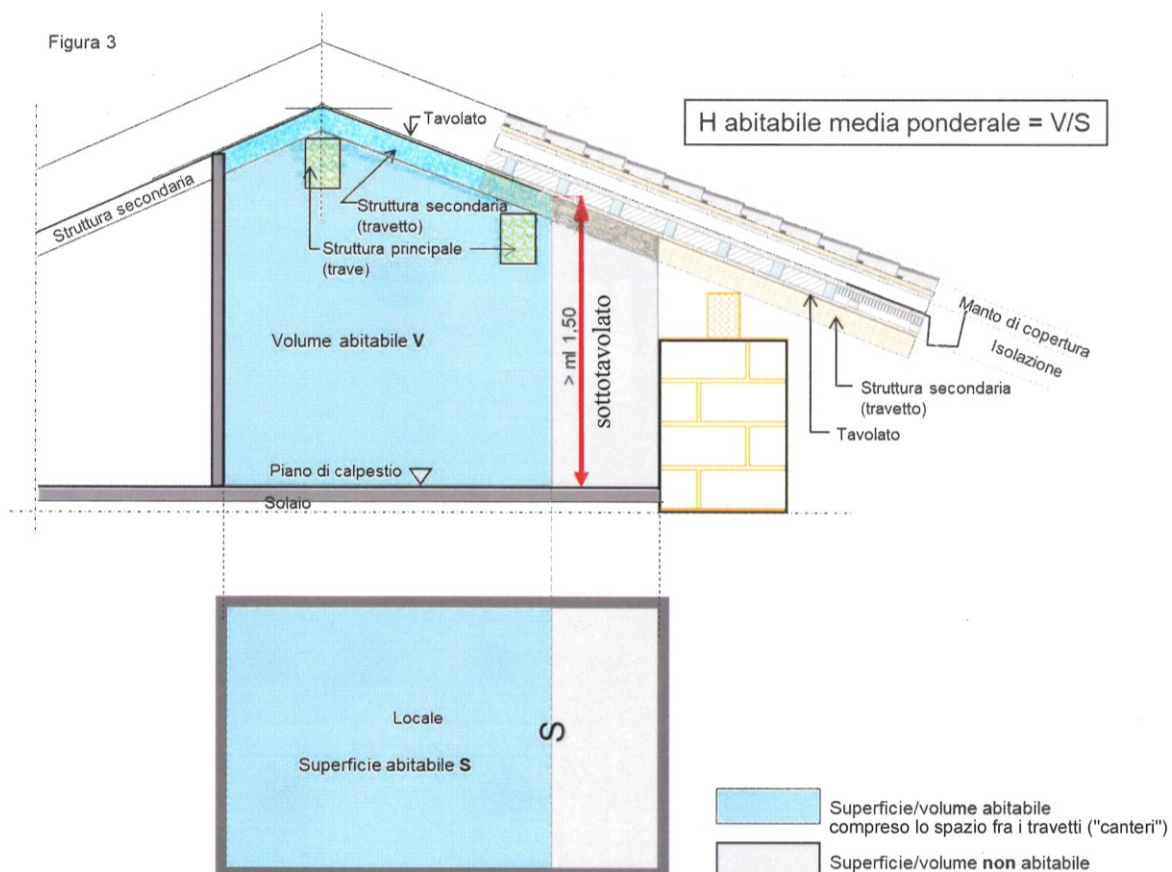 Figura 3
H abitabile media ponderale = V/S
Tavolato
Struttura secondaria
Struttura secondaria
(travetto)
Struttura principale
(trave)
Volume abitabile V
> ml 1,50
sottotavolato
Manto di copertura
Isolazione
Struttura secondaria
(travetto)
Tavolato
Piano di calpestio
Solaio
Locale
S
Superficie abitabile S
Superficie/volume abitabile
compreso lo spazio fra i travetti ("canteri")
Superficie/volume non abitabile